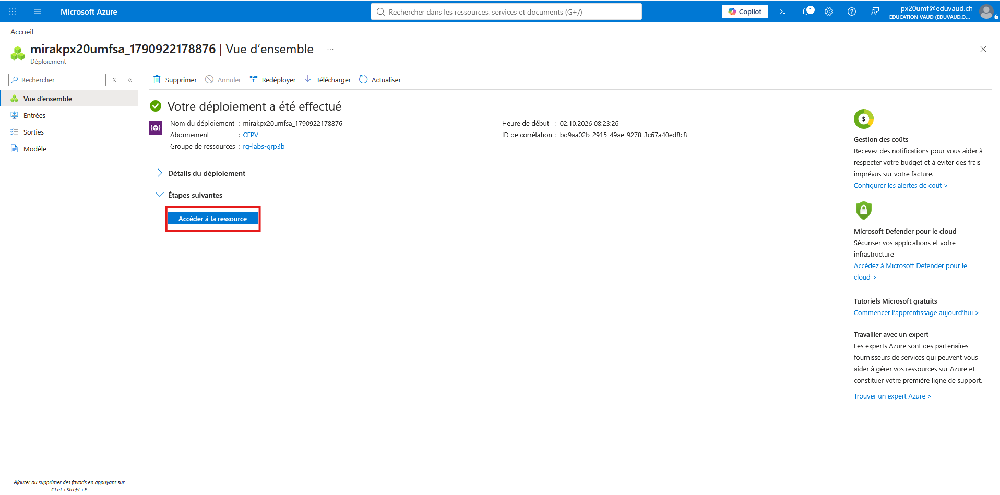 Microsoft Azure
Rechercher dans les ressources, services et documents (G+/)
Copilot
1
px20umf@eduvaud.ch
EDUCATION VAUD (EDUVAUD.O...
Accueil
mirakpx20umfsa_1790922178876 | Vue d'ensemble ...
Déploiement
Rechercher
Supprimer
Annuler
Redéployer
Télécharger
Actualiser
Vue d'ensemble
Entrées
Sorties
Modèle
Votre déploiement a été effectué
Nom du déploiement : mirakpx20umfsa_1790922178876
Abonnement : CFPV
Groupe de ressources : rg-labs-grp3b
Heure de début : 02.10.2026 08:23:26
ID de corrélation : bd9aa02b-2915-49ae-9278-3c67a40ed8c8
Détails du déploiement
Étapes suivantes
Accéder à la ressource
$
Gestion des coûts
Recevez des notifications pour vous aider à
respecter votre budget et à éviter des frais
imprévus sur votre facture.
Configurer les alertes de coût >
Microsoft Defender pour le cloud
Sécuriser vos applications et votre
infrastructure
Accédez à Microsoft Defender pour le
cloud >
Tutoriels Microsoft gratuits
Commencer l'apprentissage aujourd'hui >
Travailler avec un expert
Les experts Azure sont des partenaires
fournisseurs de services qui peuvent vous
aider à gérer vos ressources sur Azure et
constituer votre première ligne de support.
Trouver un expert Azure >
Ajouter ou supprimer des favoris en appuyant sur
Ctrl+Shift+F